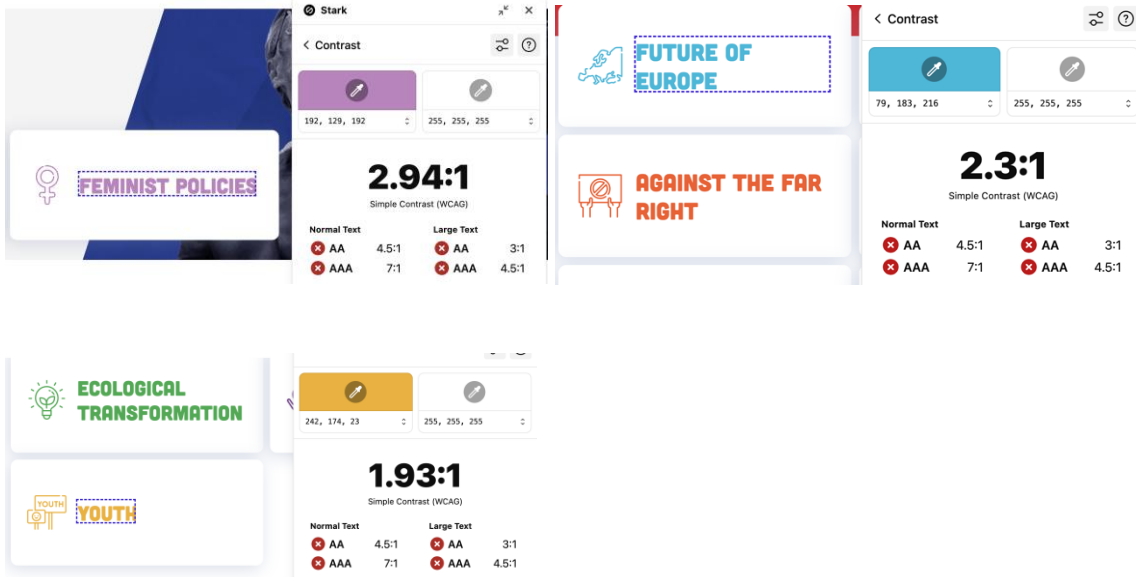 Stark
Contrast
192, 129, 192
255, 255, 255
FEMINIST POLICIES
2.94:1
Simple Contrast (WCAG)
Normal Text
Large Text
AA 4.5:1
AA 3:1
AAA 7:1
AAA 4.5:1
FUTURE OF
EUROPE
AGAINST THE FAR
RIGHT
Contrast
79, 183, 216
255, 255, 255
2.3:1
Simple Contrast (WCAG)
Normal Text
Large Text
AA 4.5:1
AA 3:1
AAA 7:1
AAA 4.5:1
ECOLOGICAL
TRANSFORMATION
YOUTH
YOUTH
242, 174, 23
255, 255, 255
1.93:1
Simple Contrast (WCAG)
Normal Text
Large Text
AA 4.5:1
AA 3:1
AAA 7:1
AAA 4.5:1